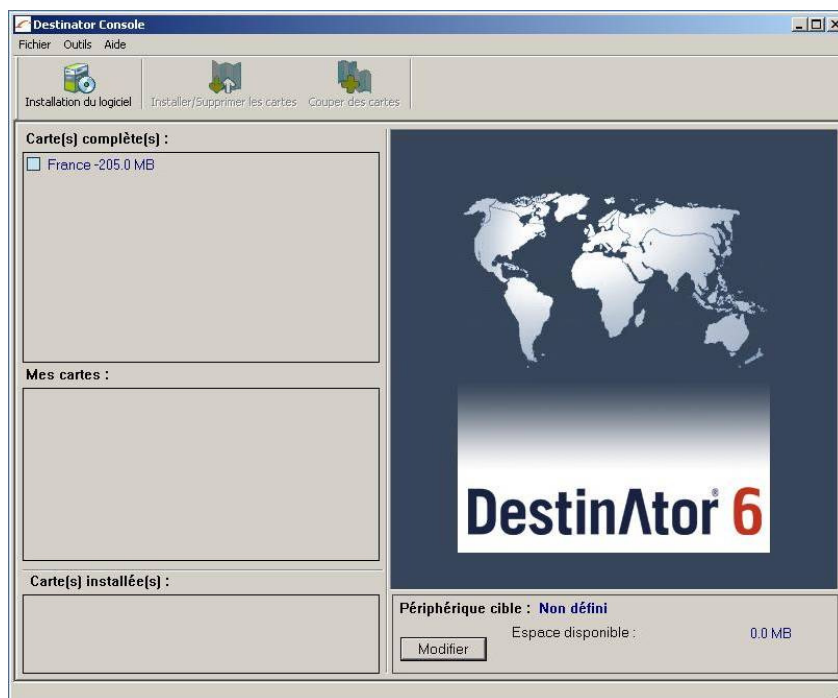 Destinator Console
Fichier Outils Aide
Installation du logiciel
Installer/Supprimer les cartes
Couper des cartes
Carte(s) complète(s) :
France -205.0 MB
Mes cartes :
Carte(s) installée(s) :
DestinAtor® 6
Périphérique cible : Non défini
Espace disponible : 0.0 MB
Modifier